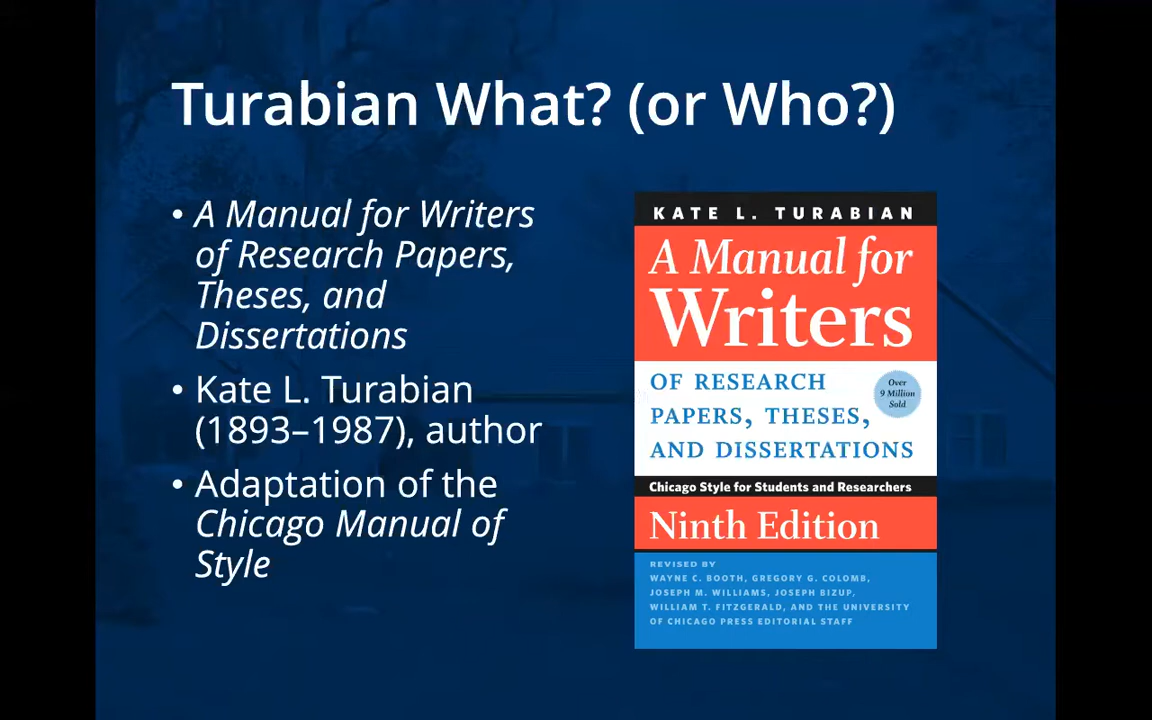 Turabian What? (or Who?)
• A Manual for Writers
of Research Papers,
Theses, and
Dissertations
• Kate L. Turabian
(1893–1987), author
• Adaptation of the
Chicago Manual of
Style
KATE L. TURABIAN
A Manual for
Writers
OF RESEARCH
PAPERS, THESES,
AND DISSERTATIONS
Over
9 Million
Sold
Chicago Style for Students and Researchers
Ninth Edition
REVISED BY
WAYNE C. BOOTH, GREGORY G. COLOMB,
JOSEPH M. WILLIAMS, JOSEPH BIZUP,
WILLIAM T. FITZGERALD, AND THE UNIVERSITY
OF CHICAGO PRESS EDITORIAL STAFF